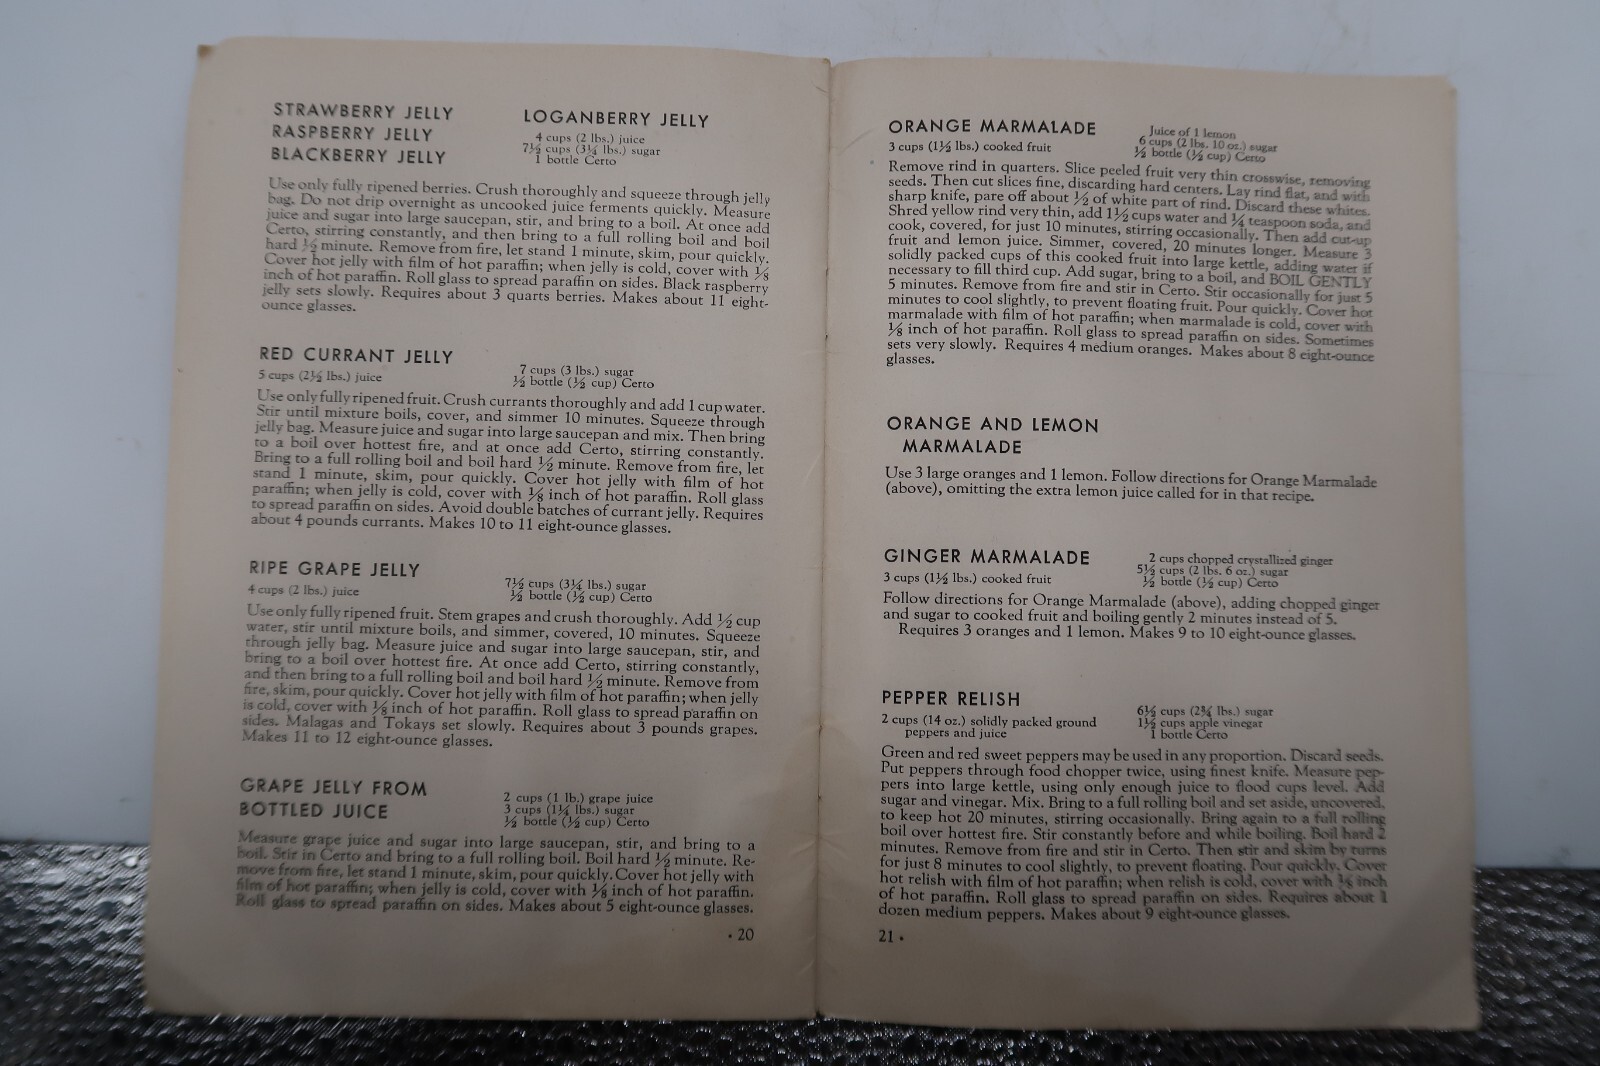 STRAWBERRY JELLY
RASPBERRY JELLY
BLACKBERRY JELLY
LOGANBERRY JELLY
4 cups (2 lbs.) juice
7½ cups (3¼ lbs.) sugar
1 bottle Certo
Use only fully ripened berries. Crush thoroughly and squeeze through jelly
bag. Do not drip overnight as uncooked juice ferments quickly. Measure
juice and sugar into large saucepan, stir, and bring to a boil. At once add
Certo, stirring constantly, and then bring to a full rolling boil and boil
hard ½ minute. Remove from fire, let stand 1 minute, skim, pour quickly.
Cover hot jelly with film of hot paraffin; when jelly is cold, cover with ⅛
inch of hot paraffin. Roll glass to spread paraffin on sides. Black raspberry
jelly sets slowly. Requires about 3 quarts berries. Makes about 11 eight-
ounce glasses.
RED CURRANT JELLY
5 cups (2½ lbs.) juice
7 cups (3 lbs.) sugar
½ bottle (½ cup) Certo
Use only fully ripened fruit. Crush currants thoroughly and add 1 cup water.
Stir until mixture boils, cover, and simmer 10 minutes. Squeeze through
jelly bag. Measure juice and sugar into large saucepan and mix. Then bring
to a boil over hottest fire, and at once add Certo, stirring constantly.
Bring to a full rolling boil and boil hard ½ minute. Remove from fire, let
stand 1 minute, skim, pour quickly. Cover hot jelly with film of hot
paraffin; when jelly is cold, cover with ⅛ inch of hot paraffin. Roll glass
to spread paraffin on sides. Avoid double batches of currant jelly. Requires
about 4 pounds currants. Makes 10 to 11 eight-ounce glasses.
RIPE GRAPE JELLY
4 cups (2 lbs.) juice
7½ cups (3¼ lbs.) sugar
½ bottle (½ cup) Certo
Use only fully ripened fruit. Stem grapes and crush thoroughly. Add ½ cup
water, stir until mixture boils, and simmer, covered, 10 minutes. Squeeze
through jelly bag. Measure juice and sugar into large saucepan, stir, and
bring to a boil over hottest fire. At once add Certo, stirring constantly,
and then bring to a full rolling boil and boil hard ½ minute. Remove from
fire, skim, pour quickly. Cover hot jelly with film of hot paraffin; when jelly
is cold, cover with ⅛ inch of hot paraffin. Roll glass to spread paraffin on
sides. Malagas and Tokays set slowly. Requires about 3 pounds grapes.
Makes 11 to 12 eight-ounce glasses.
GRAPE JELLY FROM
BOTTLED JUICE
2 cups (1 lb.) grape juice
3 cups (1¼ lbs.) sugar
½ bottle (½ cup) Certo
Measure grape juice and sugar into large saucepan, stir, and bring to a
boil. Stir in Certo and bring to a full rolling boil. Boil hard ½ minute. Re-
move from fire, let stand 1 minute, skim, pour quickly. Cover hot jelly with
film of hot paraffin; when jelly is cold, cover with ⅛ inch of hot paraffin.
Roll glass to spread paraffin on sides. Makes about 5 eight-ounce glasses.
· 20
ORANGE MARMALADE
3 cups (1½ lbs.) cooked fruit
Juice of 1 lemon
6 cups (2 lbs. 10 oz.) sugar
½ bottle (½ cup) Certo
Remove rind in quarters. Slice peeled fruit very thin crosswise, removing
seeds. Then cut slices fine, discarding hard centers. Lay rind flat, and with
sharp knife, pare off about ½ of white part of rind. Discard these whites.
Shred yellow rind very thin, add 1½ cups water and ¼ teaspoon soda, and
cook, covered, for just 10 minutes, stirring occasionally. Then add cut-up
fruit and lemon juice. Simmer, covered, 20 minutes longer. Measure 3
solidly packed cups of this cooked fruit into large kettle, adding water if
necessary to fill third cup. Add sugar, bring to a boil, and BOIL GENTLY
5 minutes. Remove from fire and stir in Certo. Stir occasionally for just 5
minutes to cool slightly, to prevent floating fruit. Pour quickly. Cover hot
marmalade with film of hot paraffin; when marmalade is cold, cover with
⅛ inch of hot paraffin. Roll glass to spread paraffin on sides. Sometimes
sets very slowly. Requires 4 medium oranges. Makes about 8 eight-ounce
glasses.
ORANGE AND LEMON
MARMALADE
Use 3 large oranges and 1 lemon. Follow directions for Orange Marmalade
(above), omitting the extra lemon juice called for in that recipe.
GINGER MARMALADE
3 cups (1½ lbs.) cooked fruit
2 cups chopped crystallized ginger
5½ cups (2 lbs. 6 oz.) sugar
½ bottle (½ cup) Certo
Follow directions for Orange Marmalade (above), adding chopped ginger
and sugar to cooked fruit and boiling gently 2 minutes instead of 5.
Requires 3 oranges and 1 lemon. Makes 9 to 10 eight-ounce glasses.
PEPPER RELISH
2 cups (14 oz.) solidly packed ground
peppers and juice
6½ cups (2¾ lbs.) sugar
1½ cups apple vinegar
1 bottle Certo
Green and red sweet peppers may be used in any proportion. Discard seeds.
Put peppers through food chopper twice, using finest knife. Measure pep-
pers into large kettle, using only enough juice to flood cups level. Add
sugar and vinegar. Mix. Bring to a full rolling boil and set aside, uncovered,
to keep hot 20 minutes, stirring occasionally. Bring again to a full rolling
boil over hottest fire. Stir constantly before and while boiling. Boil hard 2
minutes. Remove from fire and stir in Certo. Then stir and skim by turns
for just 8 minutes to cool slightly, to prevent floating. Pour quickly. Cover
hot relish with film of hot paraffin; when relish is cold, cover with ⅛ inch
of hot paraffin. Roll glass to spread paraffin on sides. Requires about 1
dozen medium peppers. Makes about 9 eight-ounce glasses.
21 ·